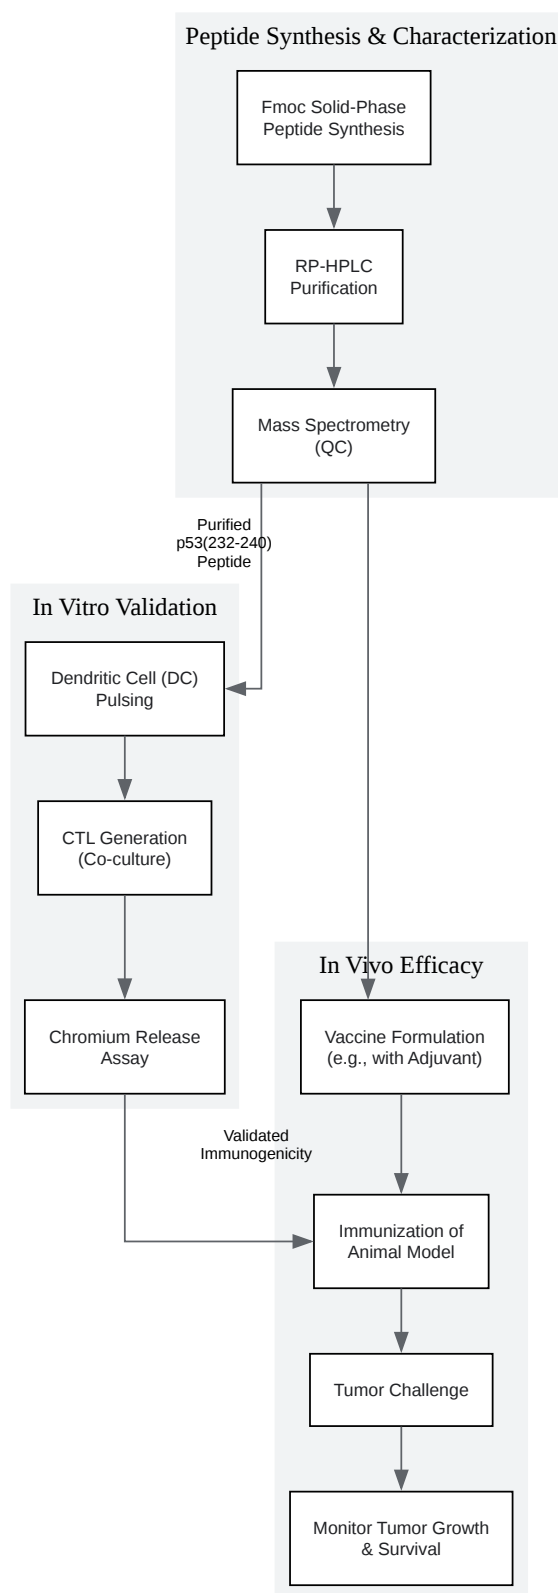 Peptide Synthesis & Characterization
Fmoc Solid-Phase
Peptide Synthesis
RP-HPLC
Purification
Mass Spectrometry
(QC)
Purified
p53(232-240)
Peptide
In Vitro Validation
Dendritic Cell (DC)
Pulsing
CTL Generation
(Co-culture)
Chromium Release
Assay
In Vivo Efficacy
Vaccine Formulation
(e.g., with Adjuvant)
Validated
Immunogenicity
Immunization of
Animal Model
Tumor Challenge
Monitor Tumor Growth
& Survival